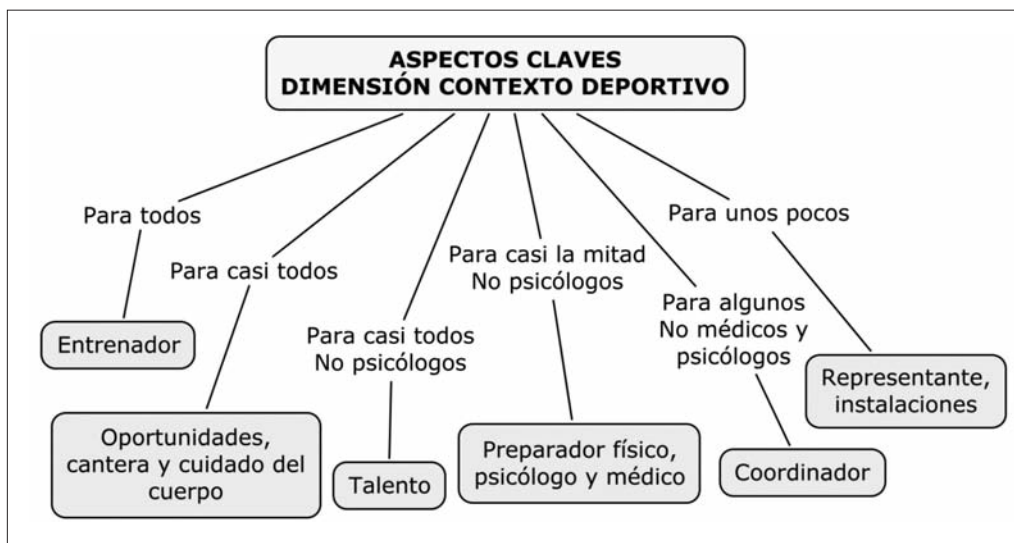 ASPECTOS CLAVES
DIMENSIÓN CONTEXTO DEPORTIVO
Para todos
Entrenador
Para casi todos
Oportunidades,
cantera y cuidado del
cuerpo
Para casi todos
No psicólogos
Talento
Para casi la mitad
No psicólogos
Preparador físico,
psicólogo y médico
Para algunos
No médicos y
psicólogos
Coordinador
Para unos pocos
Representante,
instalaciones